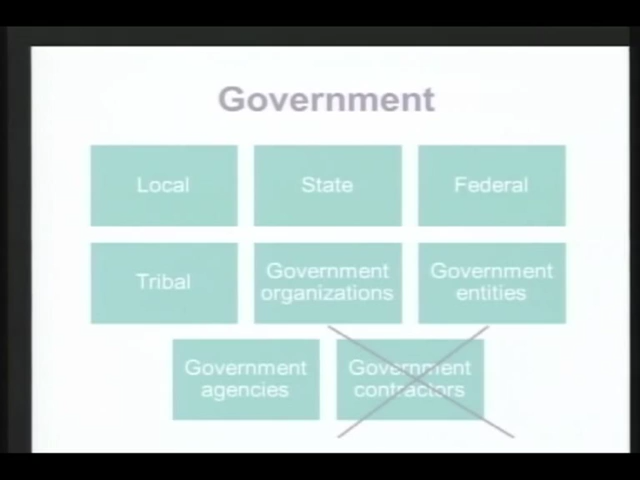 Government
Local
State
Federal
Tribal
Government
organizations
Government
entities
Government
agencies
Government
contractors